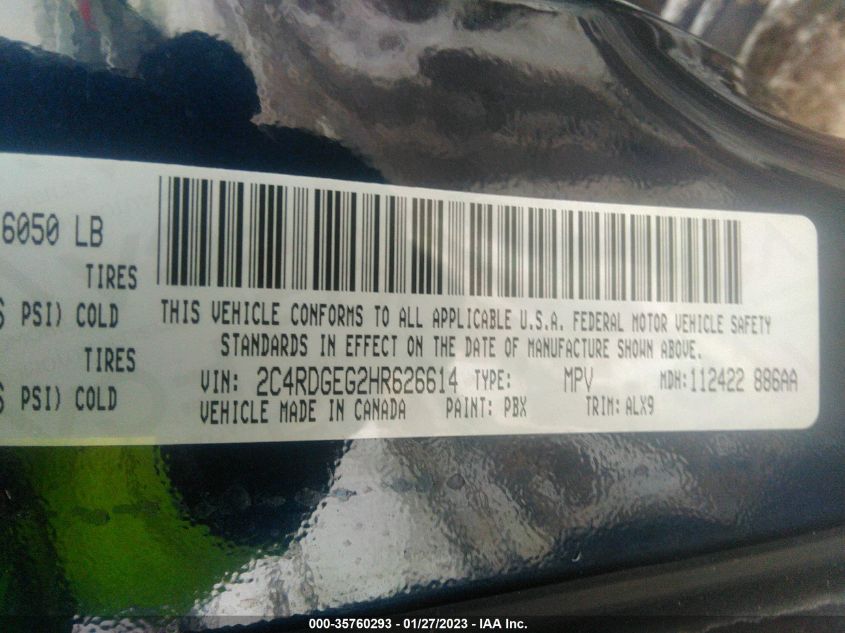 6050 LB
TIRES
PSI) COLD
TIRES
PSI) COLD
THIS VEHICLE CONFORMS TO ALL APPLICABLE U.S.A. FEDERAL MOTOR VEHICLE SAFETY
STANDARDS IN EFFECT ON THE DATE OF MANUFACTURE SHOWN ABOVE.
VIN: 2C4RDGEG2HR626614 TYPE: MPV MDH:112422 886AA
VEHICLE MADE IN CANADA PAINT: PBX TRIM: ALX9
000-35760293 - 01/27/2023 - IAA Inc.